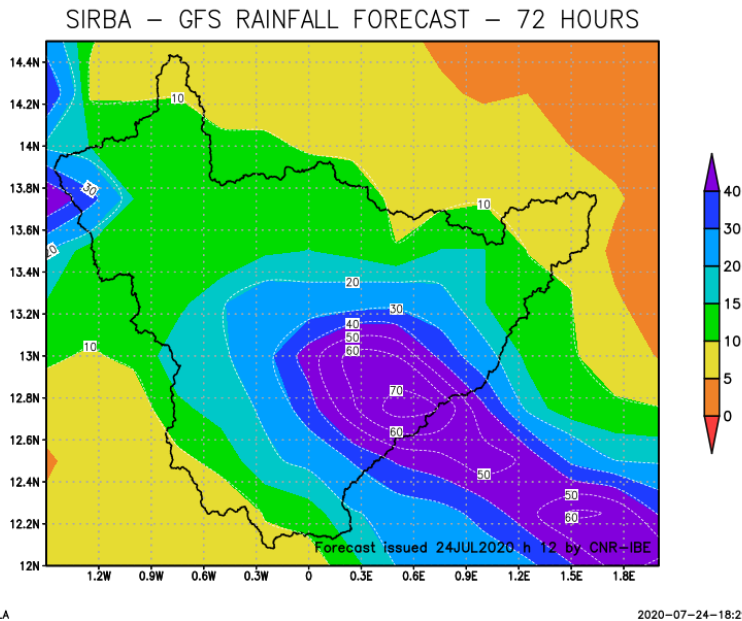 SIRBA – GFS RAINFALL FORECAST – 72 HOURS
14.4N
14.2N
14N
13.8N
13.6N
13.4N
13.2N
13N
12.8N
12.6N
12.4N
12.2N
12N
10
30
20
10
10
20
30
40
50
60
70
60
50
50
60
Forecast issued 24JUL2020 h 12 by CNR-IBE
1.2W 0.9W 0.6W 0.3W 0 0.3E 0.6E 0.9E 1.2E 1.5E 1.8E
40
30
20
15
10
5
0
LA 2020-07-24-18:2